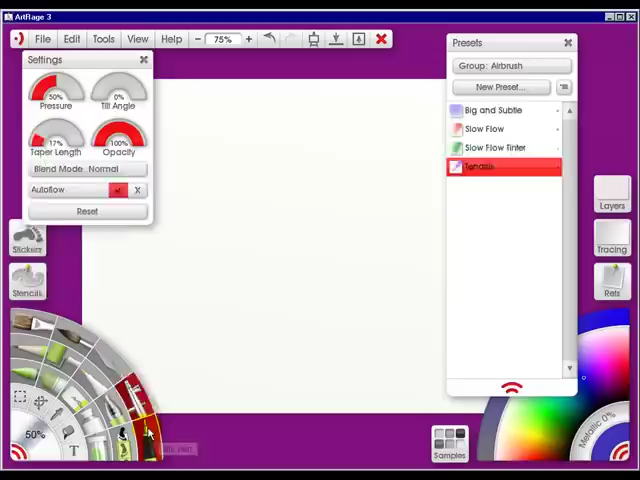 ArtRage 3
File Edit Tools View Help 75%
Settings
50% 0%
Pressure Tilt Angle
17% 100%
Taper Length Opacity
Blend Mode Normal
Autoflow X
Reset
Presets
Group: Airbrush
New Preset...
Big and Subtle
Slow Flow
Slow Flow Tinter
Stickers
Stencils
Layers
Tracing
Refs
50%
T
Samples
Metallic 0%